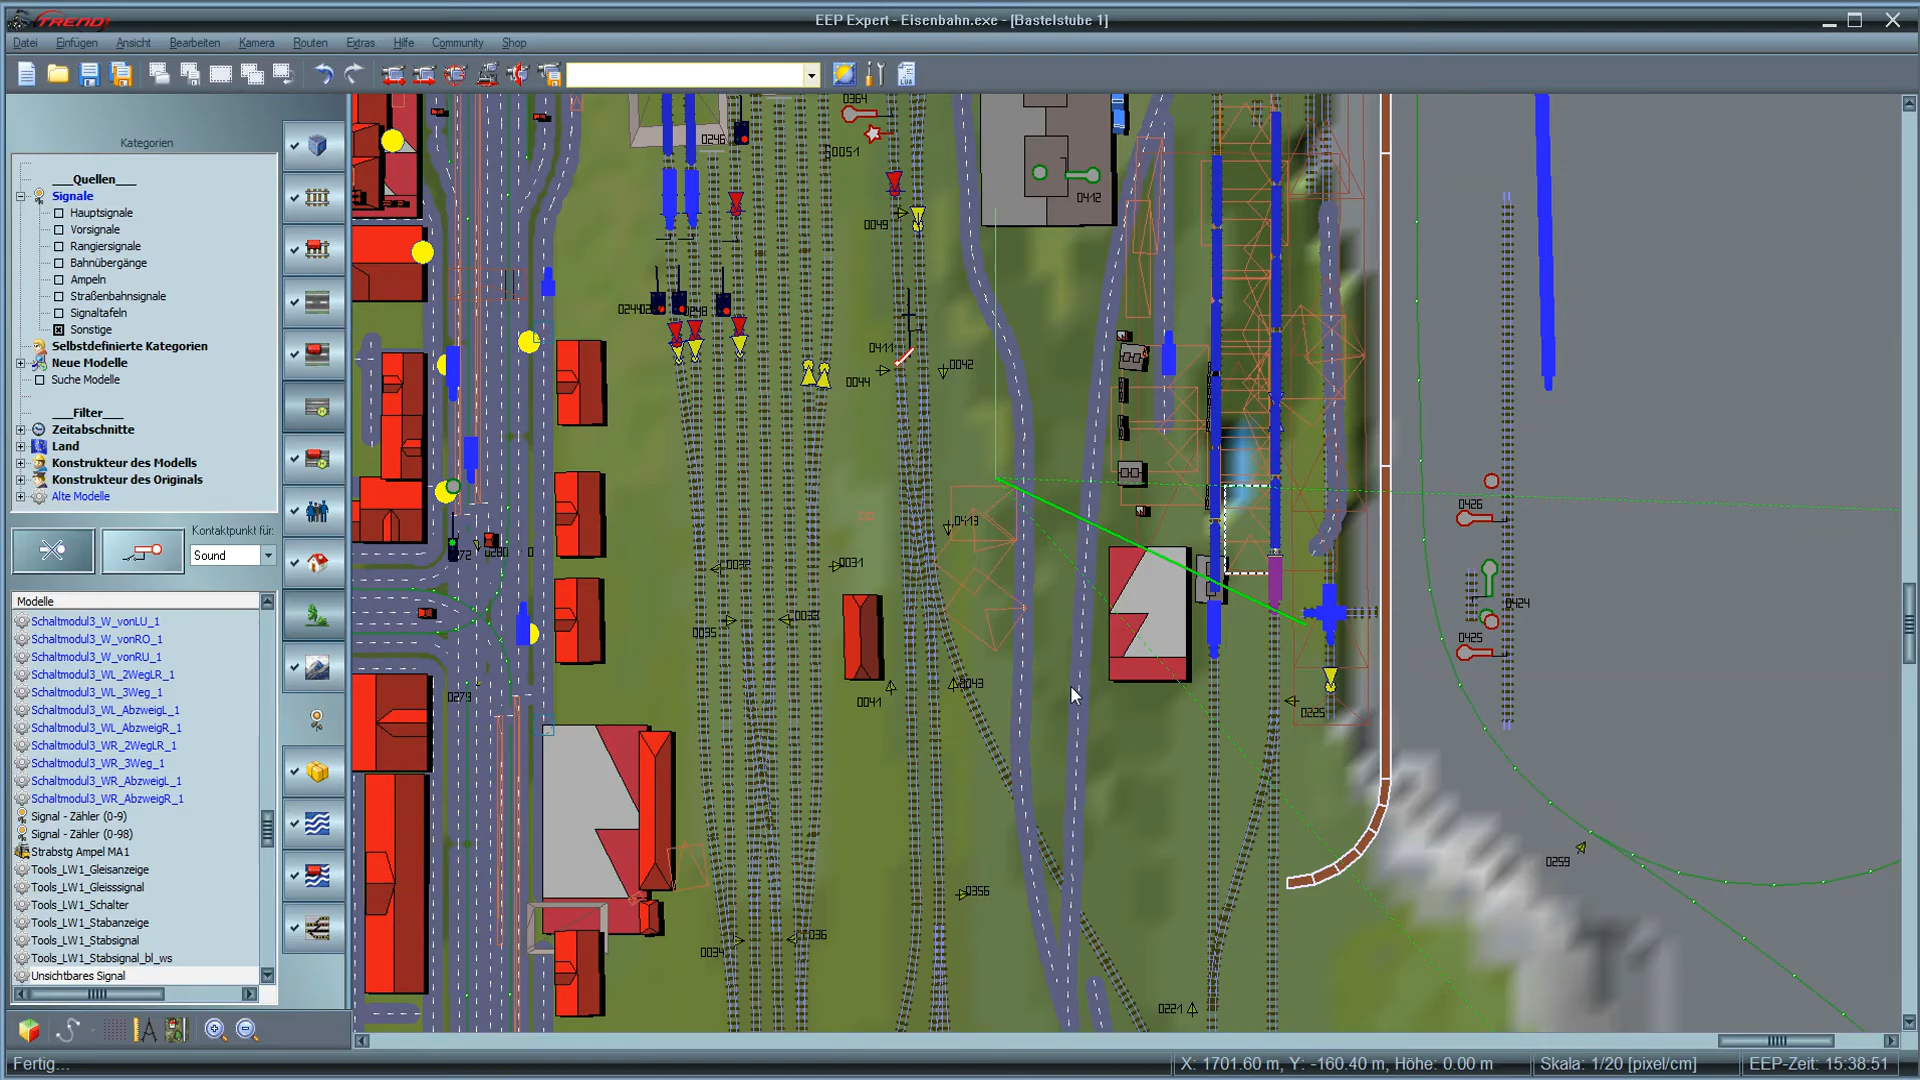 TREND
EEP Expert - Eisenbahn.exe - [Bastelstube 1]
Datei Einfügen Ansicht Bearbeiten Kamera Routen Extras Hilfe Community Shop
LUA
Kategorien
___Quellen___
Signale
Hauptsignale
Vorsignale
Rangiersignale
Bahnübergänge
Ampeln
Straßenbahnsignale
Signaltafeln
Sonstige
Selbstdefinierte Kategorien
Neue Modelle
Suche Modelle
___Filter___
Zeitabschnitte
Land
Konstrukteur des Modells
Konstrukteur des Originals
Alte Modelle
Kontaktpunkt für:
Sound
Modelle
Schaltmodul3_W_vonLU_1
Schaltmodul3_W_vonRO_1
Schaltmodul3_W_vonRU_1
Schaltmodul3_WL_2WegLR_1
Schaltmodul3_WL_3Weg_1
Schaltmodul3_WL_AbzweigL_1
Schaltmodul3_WL_AbzweigR_1
Schaltmodul3_WR_2WegLR_1
Schaltmodul3_WR_3Weg_1
Schaltmodul3_WR_AbzweigL_1
Schaltmodul3_WR_AbzweigR_1
Signal - Zähler (0-9)
Signal - Zähler (0-98)
Strabstg Ampel MA1
Tools_LW1_Gleisanzeige
Tools_LW1_Gleissignal
Tools_LW1_Schalter
Tools_LW1_Stabanzeige
Tools_LW1_Stabsignal
Tools_LW1_Stabsignal_bl_ws
Unsichtbares Signal
0364
0246
0051
0412
0049
0248
0411
0042
0044
0426
0413
0280
0032
0031
0424
0035
0033
0425
0043
0279
0041
0225
0259
0356
0036
0034
0221
Fertig...
X: 1701.60 m, Y: -160.40 m, Höhe: 0.00 m
Skala: 1/20 [pixel/cm]
EEP-Zeit: 15:38:51